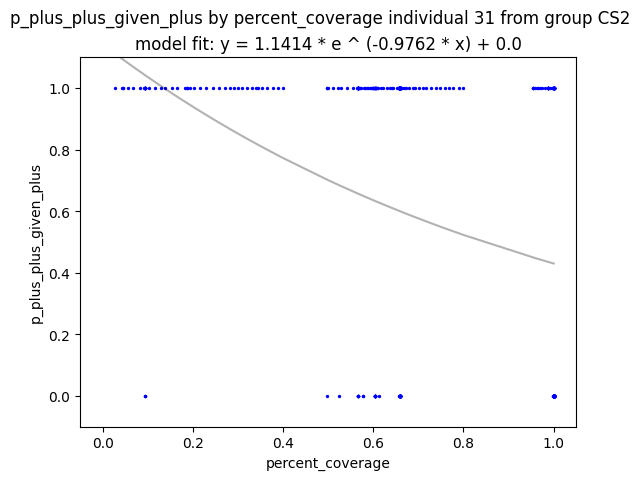 p_plus_plus_given_plus by percent_coverage individual 31 from group CS2
model fit: y = 1.1414 * e ^ (-0.9762 * x) + 0.0
p_plus_plus_given_plus
1.0
0.8
0.6
0.4
0.2
0.0
0.0 0.2 0.4 0.6 0.8 1.0
percent_coverage